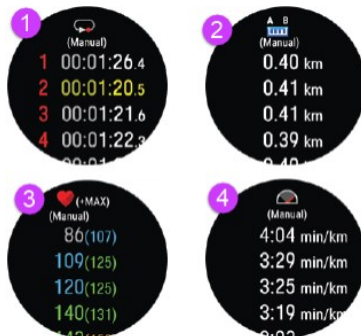 1
(Manual)
1 00:01:26.4
2 00:01:20.5
3 00:01:21.6
4 00:01:22.3
2
A B
(Manual)
0.40 km
0.41 km
0.41 km
0.39 km
3
(+MAX)
(Manual)
86(107)
109(125)
120(125)
140(131)
4
(Manual)
4:04 min/km
3:29 min/km
3:25 min/km
3:19 min/km